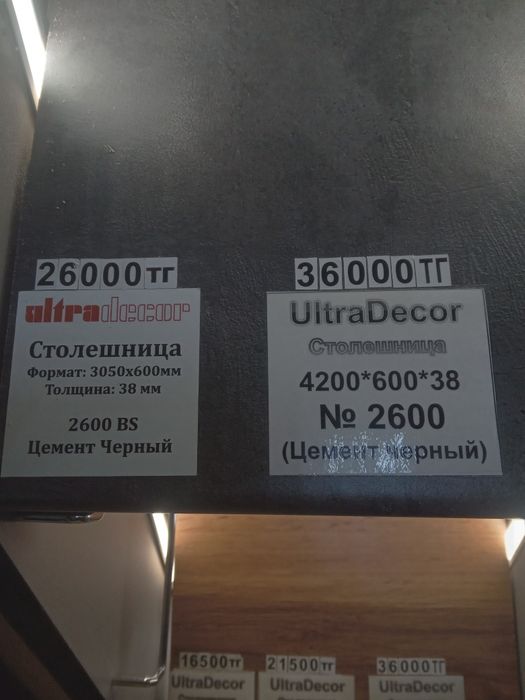 26000тг
ultradecor
Столешница
Формат: 3050х600мм
Толщина: 38 мм
2600 BS
Цемент Черный
36000тг
UltraDecor
Столешница
4200*600*38
№ 2600
(Цемент черный)
16500тг
UltraDecor
21500тг
UltraDecor
36000тг
UltraDecor